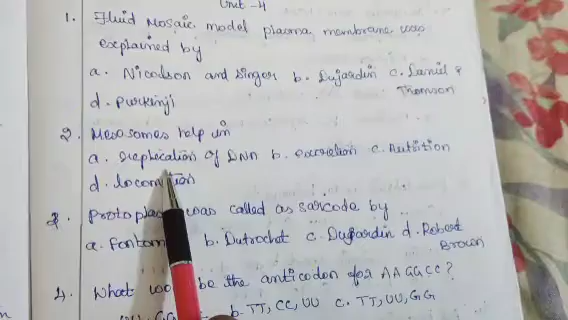 Unit -4
1. Fluid Mosaic model plasma membrane was
explained by
a. Nicolson and Singer b. Dujardin c. Daniel &
Thomson
d. Purkinji
2. Mesosomes help in
a. replication of DNA b. excretion c. Nutrition
d. locomotion
3. Protoplasm was called as sarcode by
a. Fontom b. Dutrochet c. Dujardin d. Robert
Brown
4. What be the anticodon for AAGGCC?
b. TT, CC, UU c. TT, UU, GG